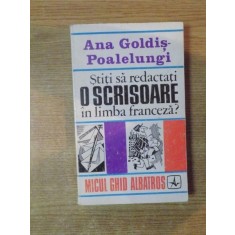 Ana Goldiș-
Poalelungi
Știți să redactați
O SCRISOARE
în limba franceză?
MICUL GHID ALBATROS